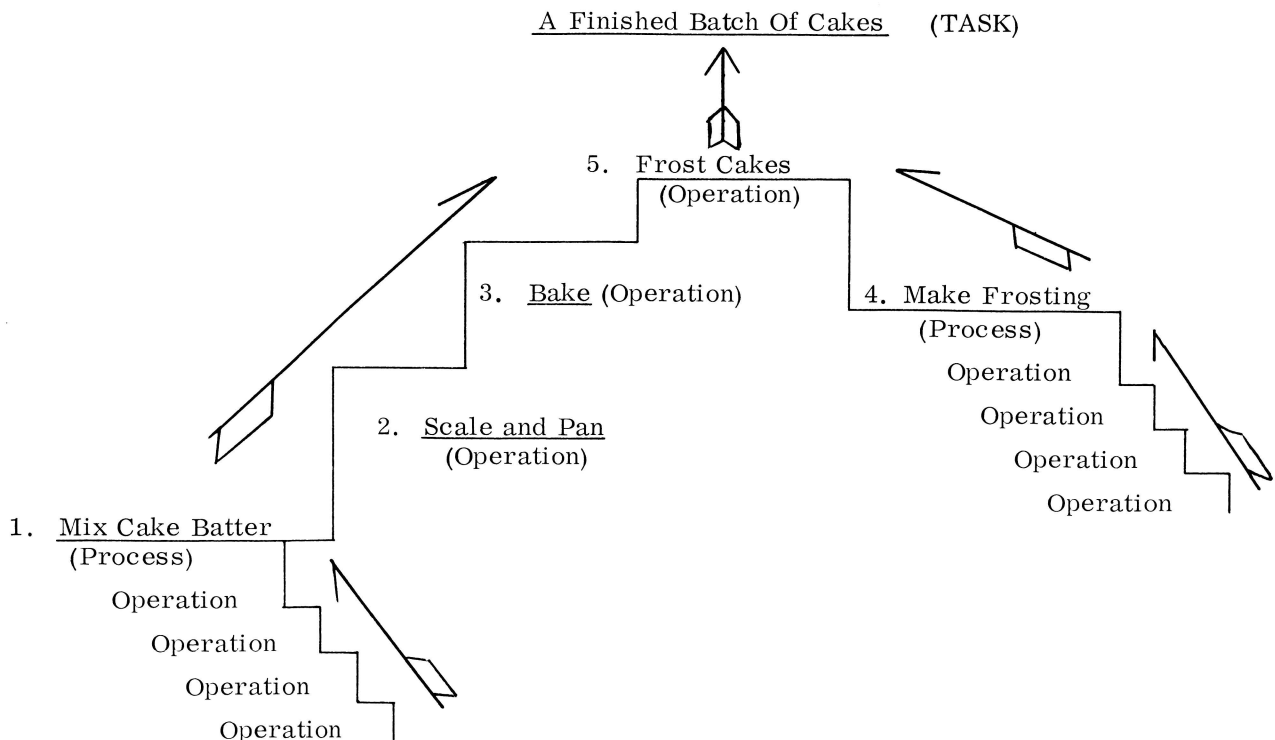 A Finished Batch Of Cakes (TASK)
5. Frost Cakes
(Operation)
3. Bake (Operation)
4. Make Frosting
(Process)
Operation
Operation
Operation
Operation
2. Scale and Pan
(Operation)
1. Mix Cake Batter
(Process)
Operation
Operation
Operation
Operation